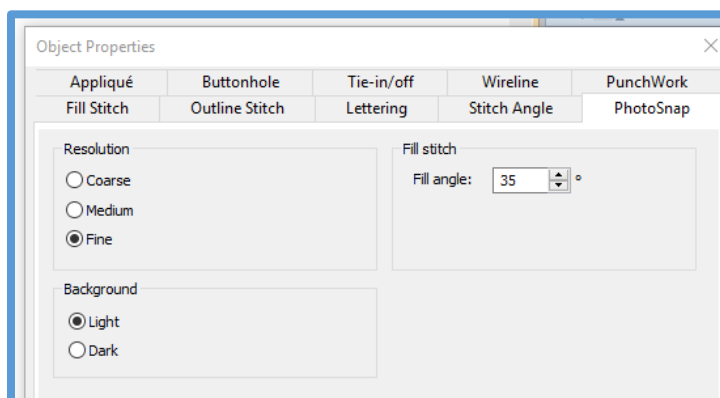 Object Properties
Appliqué Buttonhole Tie-in/off Wireline PunchWork
Fill Stitch Outline Stitch Lettering Stitch Angle PhotoSnap
Resolution
Coarse
Medium
Fine
Fill stitch
Fill angle: 35 °
Background
Light
Dark